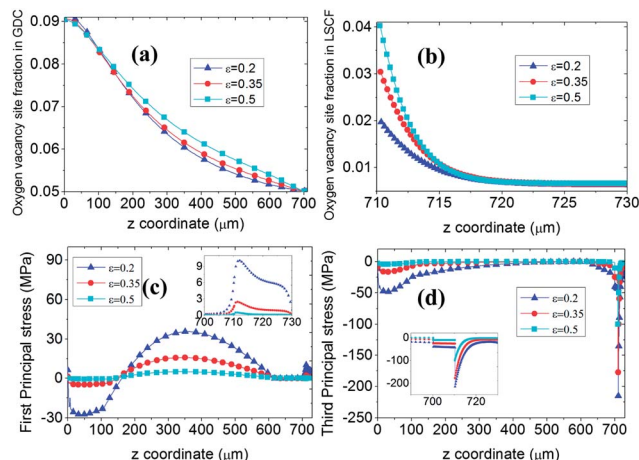 Oxygen vacancy site fraction in GDC
0.09
0.08
0.07
0.06
0.05
(a)
ε=0.2
ε=0.35
ε=0.5
0 100 200 300 400 500 600 700
z coordinate (μm)
Oxygen vacancy site fraction in LSCF
0.04
0.03
0.02
0.01
(b)
ε=0.2
ε=0.35
ε=0.5
710 715 720 725 730
z coordinate (μm)
First Principal stress (MPa)
90
60
30
0
-30
ε=0.2
ε=0.35
ε=0.5
(c)
9
6
3
0
700 710 720 730
0 100 200 300 400 500 600 700
z coordinate (μm)
Third Principal stress (MPa)
0
-50
-100
-150
-200
-250
(d)
ε=0.2
ε=0.35
ε=0.5
0
-100
-200
700 720
0 100 200 300 400 500 600 700
z coordinate (μm)